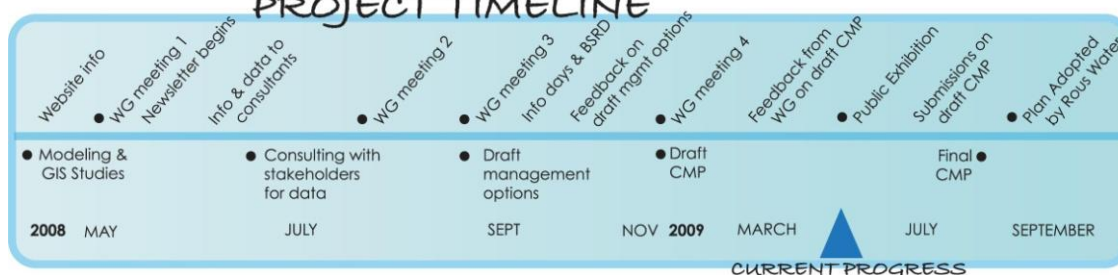 PROJECT TIMELINE
Website info
WG meeting 1
Newsletter begins
Info & data to
consultants
WG meeting 2
WG meeting 3
Info days & BSRD
Feedback on
draft mgmt options
WG meeting 4
Feedback from
WG on draft CMP
Public Exhibition
Submissions on
draft CMP
Plan Adopted
by Rous Water
Modeling &
GIS Studies
Consulting with
stakeholders
for data
Draft
management
options
Draft
CMP
Final
CMP
2008 MAY JULY SEPT NOV 2009 MARCH JULY SEPTEMBER
CURRENT PROGRESS